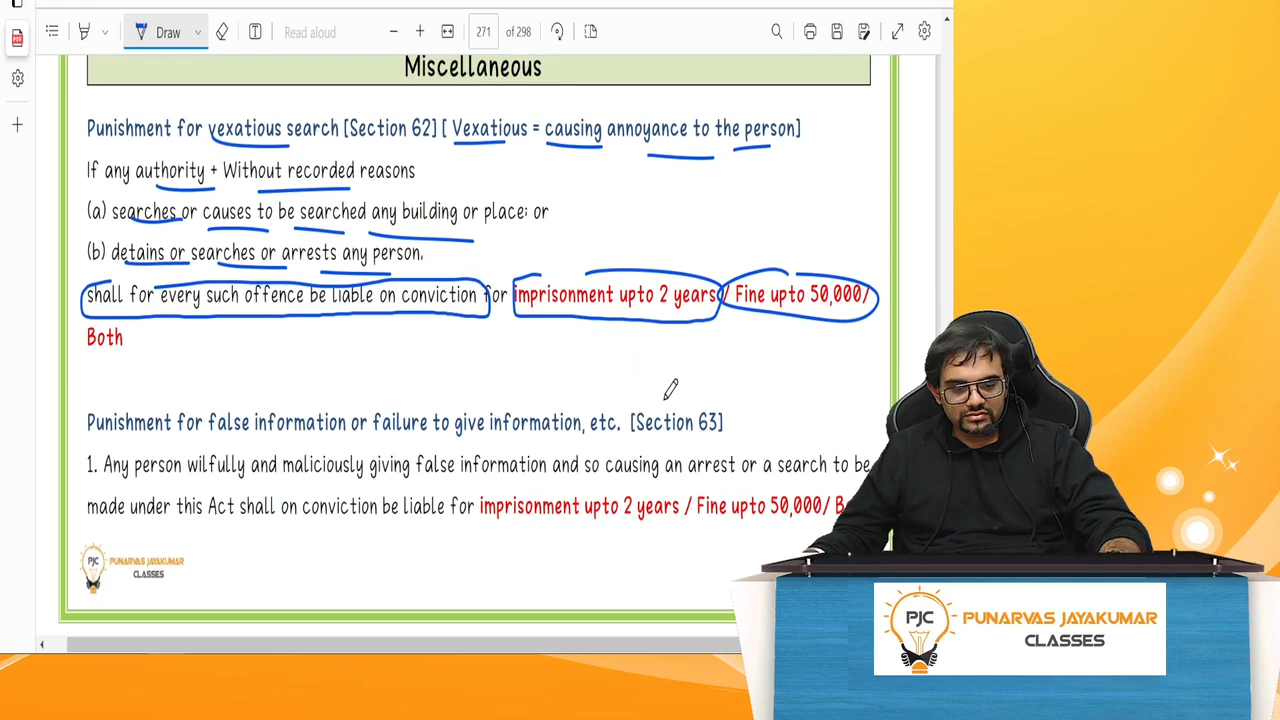 Draw
Read aloud
271
of 298
Miscellaneous
Punishment for vexatious search [Section 62] [ Vexatious = causing annoyance to the person]
If any authority + Without recorded reasons
(a) searches or causes to be searched any building or place; or
(b) detains or searches or arrests any person,
shall for every such offence be liable on conviction for imprisonment upto 2 years / Fine upto 50,000/
Both
Punishment for false information or failure to give information, etc. [Section 63]
1. Any person wilfully and maliciously giving false information and so causing an arrest or a search to be
made under this Act shall on conviction be liable for imprisonment upto 2 years / Fine upto 50,000/
PJC PUNARVAS JAYAKUMAR
CLASSES
PJC PUNARVAS JAYAKUMAR
CLASSES